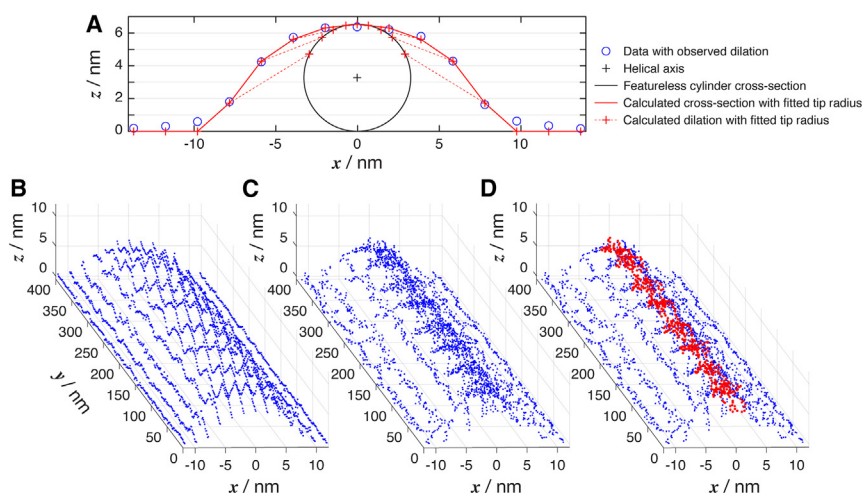 A
z / nm
6
4
2
0
-10 -5 0 5 10
x / nm
Data with observed dilation
Helical axis
Featureless cylinder cross-section
Calculated cross-section with fitted tip radius
Calculated dilation with fitted tip radius
B
z / nm
10
5
0
400
350
300
250
200
150
100
50
0
y / nm
-10 -5 0 5 10
x / nm
C
z / nm
10
5
0
400
350
300
250
200
150
100
50
0
-10 -5 0 5 10
x / nm
D
z / nm
10
5
0
400
350
300
250
200
150
100
50
0
-10 -5 0 5 10
x / nm